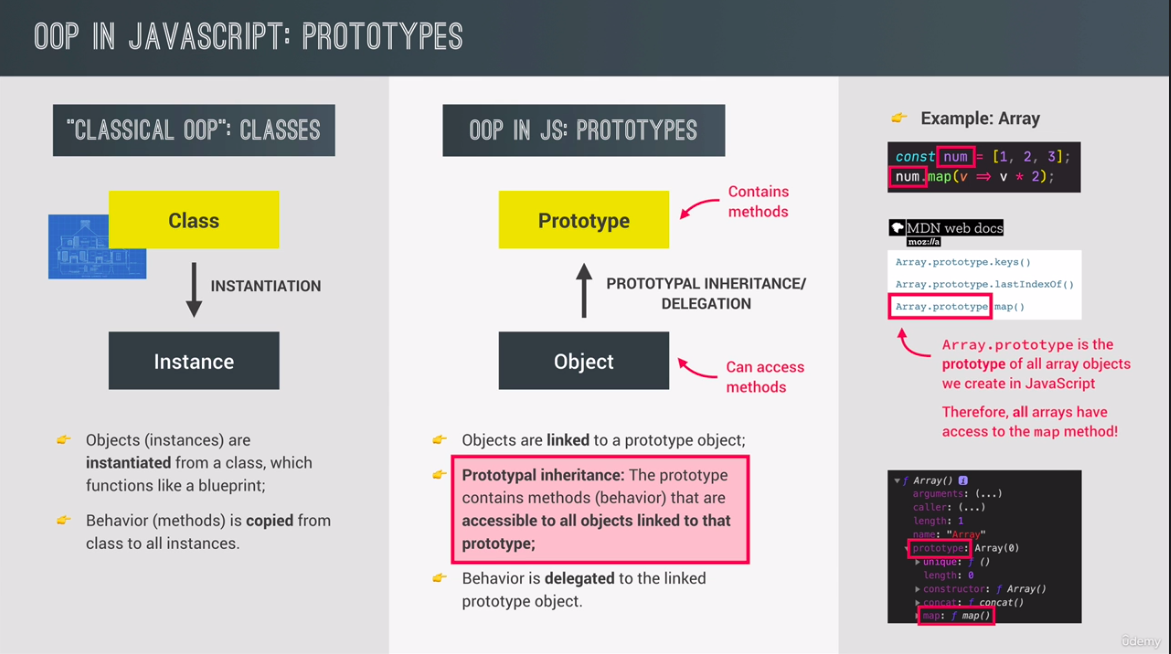 OOP IN JAVASCRIPT: PROTOTYPES
"CLASSICAL OOP": CLASSES
Class
INSTANTIATION
Instance
Objects (instances) are
instantiated from a class, which
functions like a blueprint;
Behavior (methods) is copied from
class to all instances.
OOP IN JS: PROTOTYPES
Prototype
Contains
methods
PROTOTYPAL INHERITANCE/
DELEGATION
Object
Can access
methods
Objects are linked to a prototype object;
Prototypal inheritance: The prototype
contains methods (behavior) that are
accessible to all objects linked to that
prototype;
Behavior is delegated to the linked
prototype object.
Example: Array
const num = [1, 2, 3];
num.map(v => v * 2);
MDN web docs
moz://a
Array.prototype.keys()
Array.prototype.lastIndexOf()
Array.prototype.map()
Array.prototype is the
prototype of all array objects
we create in JavaScript
Therefore, all arrays have
access to the map method!
▼ ƒ Array() i
arguments: (...)
caller: (...)
length: 1
name: "Array"
▼ prototype: Array(0)
▶ unique: ƒ ()
length: 0
▶ constructor: ƒ Array()
▶ concat: ƒ concat()
▶ map: ƒ map()
ûdemy